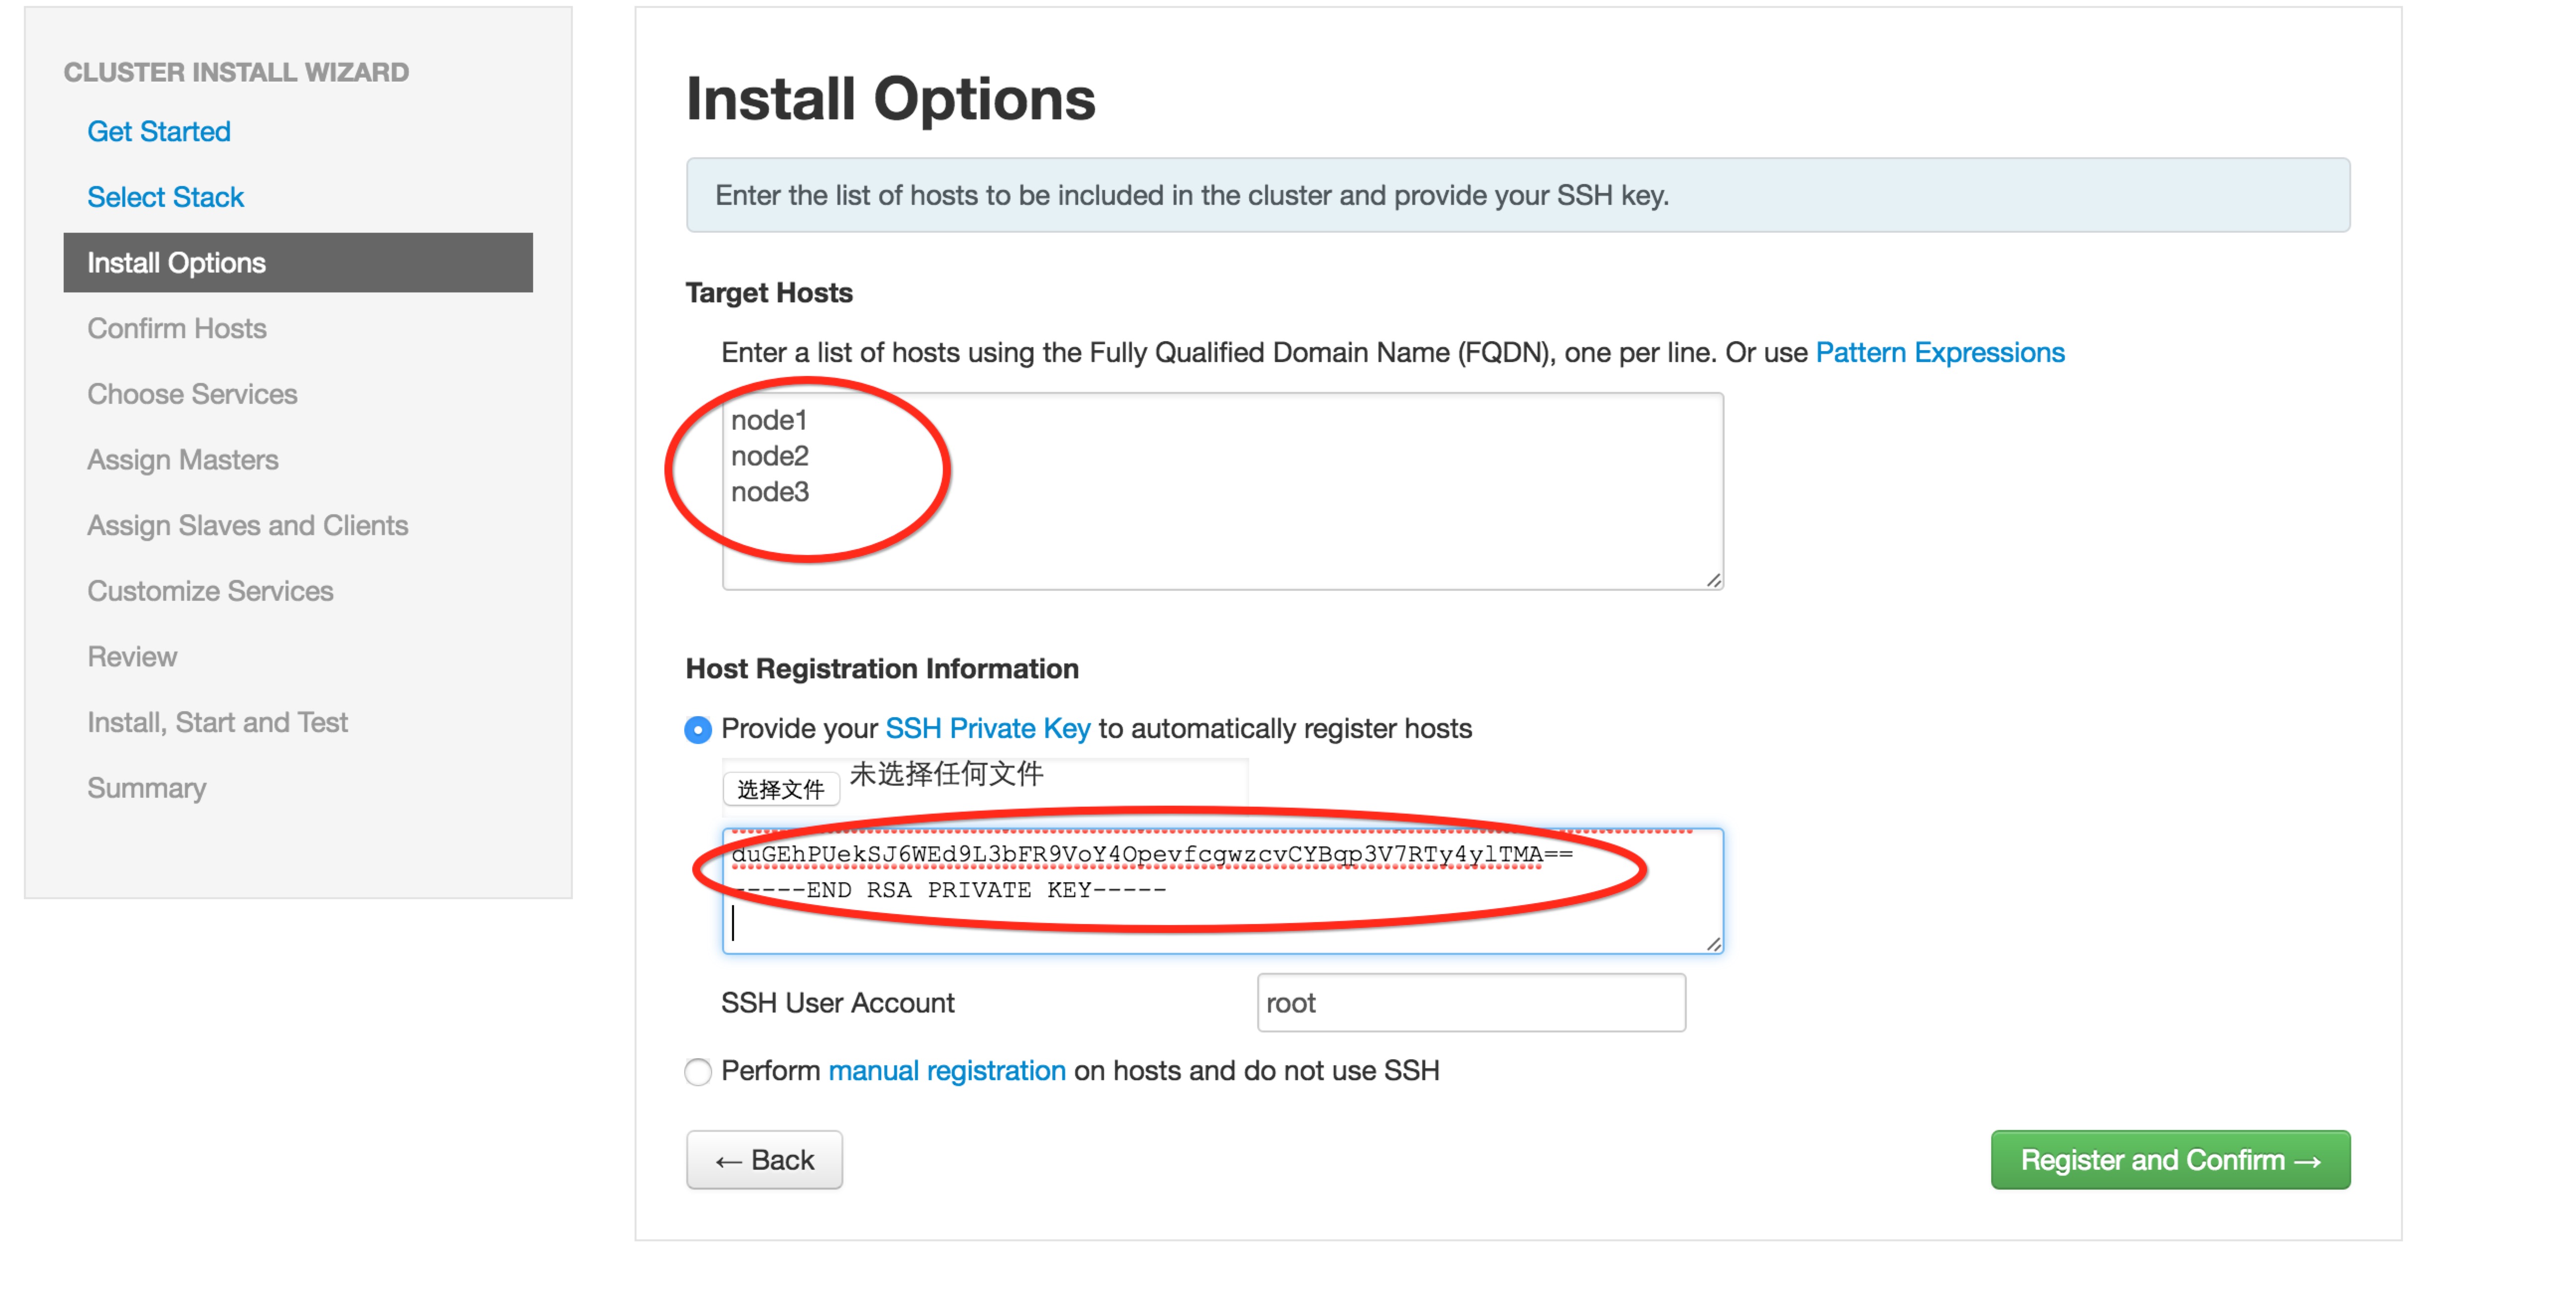 CLUSTER INSTALL WIZARD
Get Started
Select Stack
Install Options
Confirm Hosts
Choose Services
Assign Masters
Assign Slaves and Clients
Customize Services
Review
Install, Start and Test
Summary
Install Options
Enter the list of hosts to be included in the cluster and provide your SSH key.
Target Hosts
Enter a list of hosts using the Fully Qualified Domain Name (FQDN), one per line. Or use Pattern Expressions
node1
node2
node3
Host Registration Information
Provide your SSH Private Key to automatically register hosts
选择文件 未选择任何文件
duGEhPUekSJ6WEd9L3bFR9VoY4OpevfcgwzcvCYBqp3V7RTy4ylTMA==
-----END RSA PRIVATE KEY-----
SSH User Account root
Perform manual registration on hosts and do not use SSH
← Back
Register and Confirm →